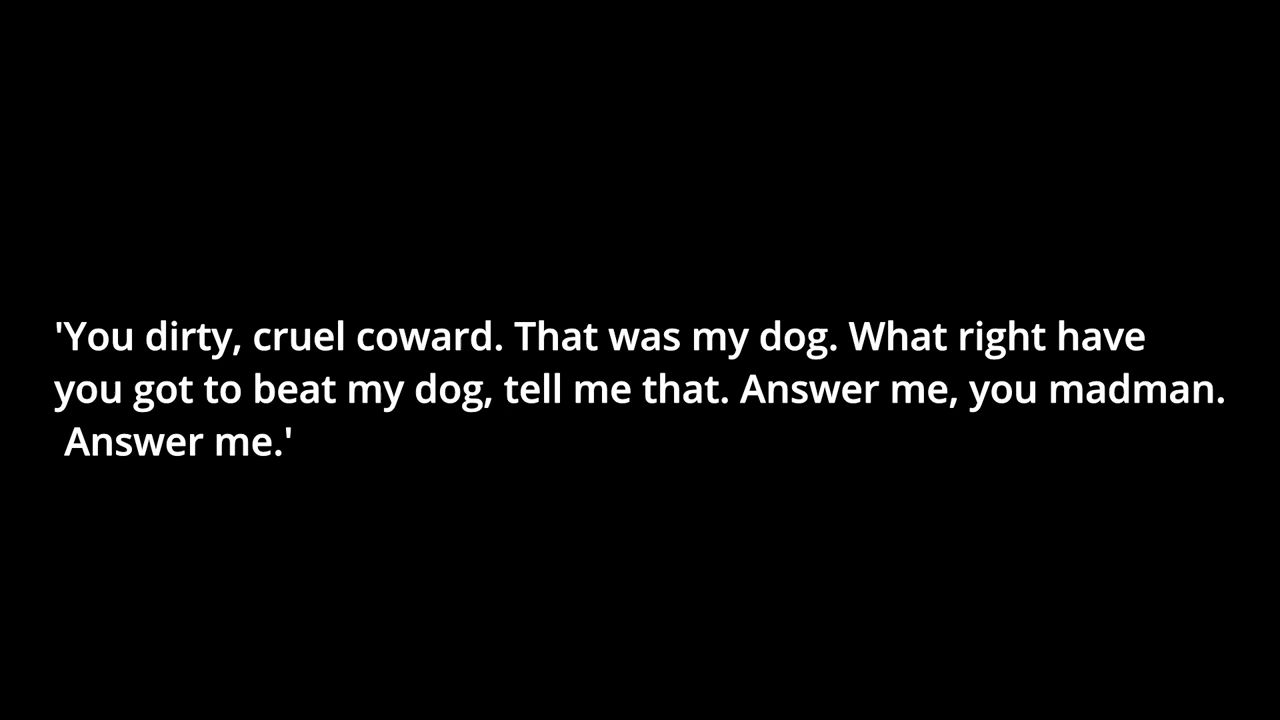 'You dirty, cruel coward. That was my dog. What right have
you got to beat my dog, tell me that. Answer me, you madman.
Answer me.'